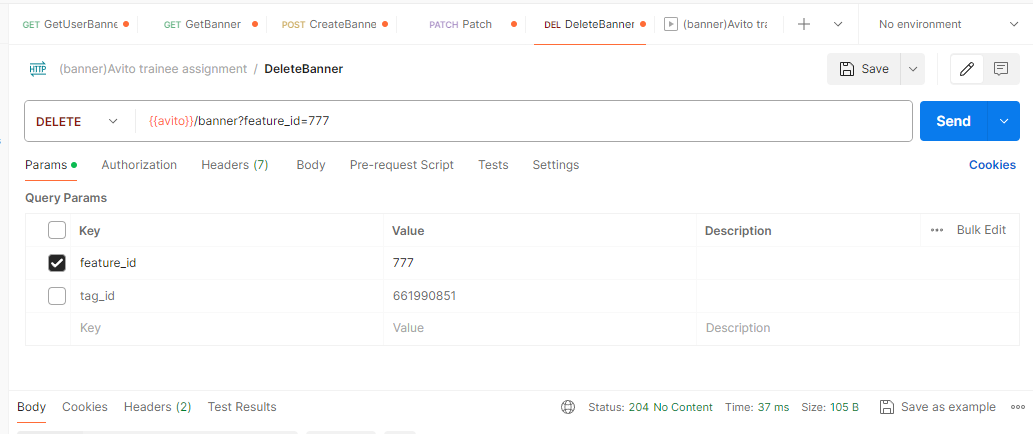 GET GetUserBanne GET GetBanner POST CreateBanne PATCH Patch DEL DeleteBanner (banner)Avito tra No environment
HTTP (banner)Avito trainee assignment / DeleteBanner Save
DELETE {{avito}}/banner?feature_id=777 Send
Params Authorization Headers (7) Body Pre-request Script Tests Settings Cookies
Query Params
Key Value Description ••• Bulk Edit
feature_id 777
tag_id 661990851
Key Value Description
Body Cookies Headers (2) Test Results Status: 204 No Content Time: 37 ms Size: 105 B Save as example